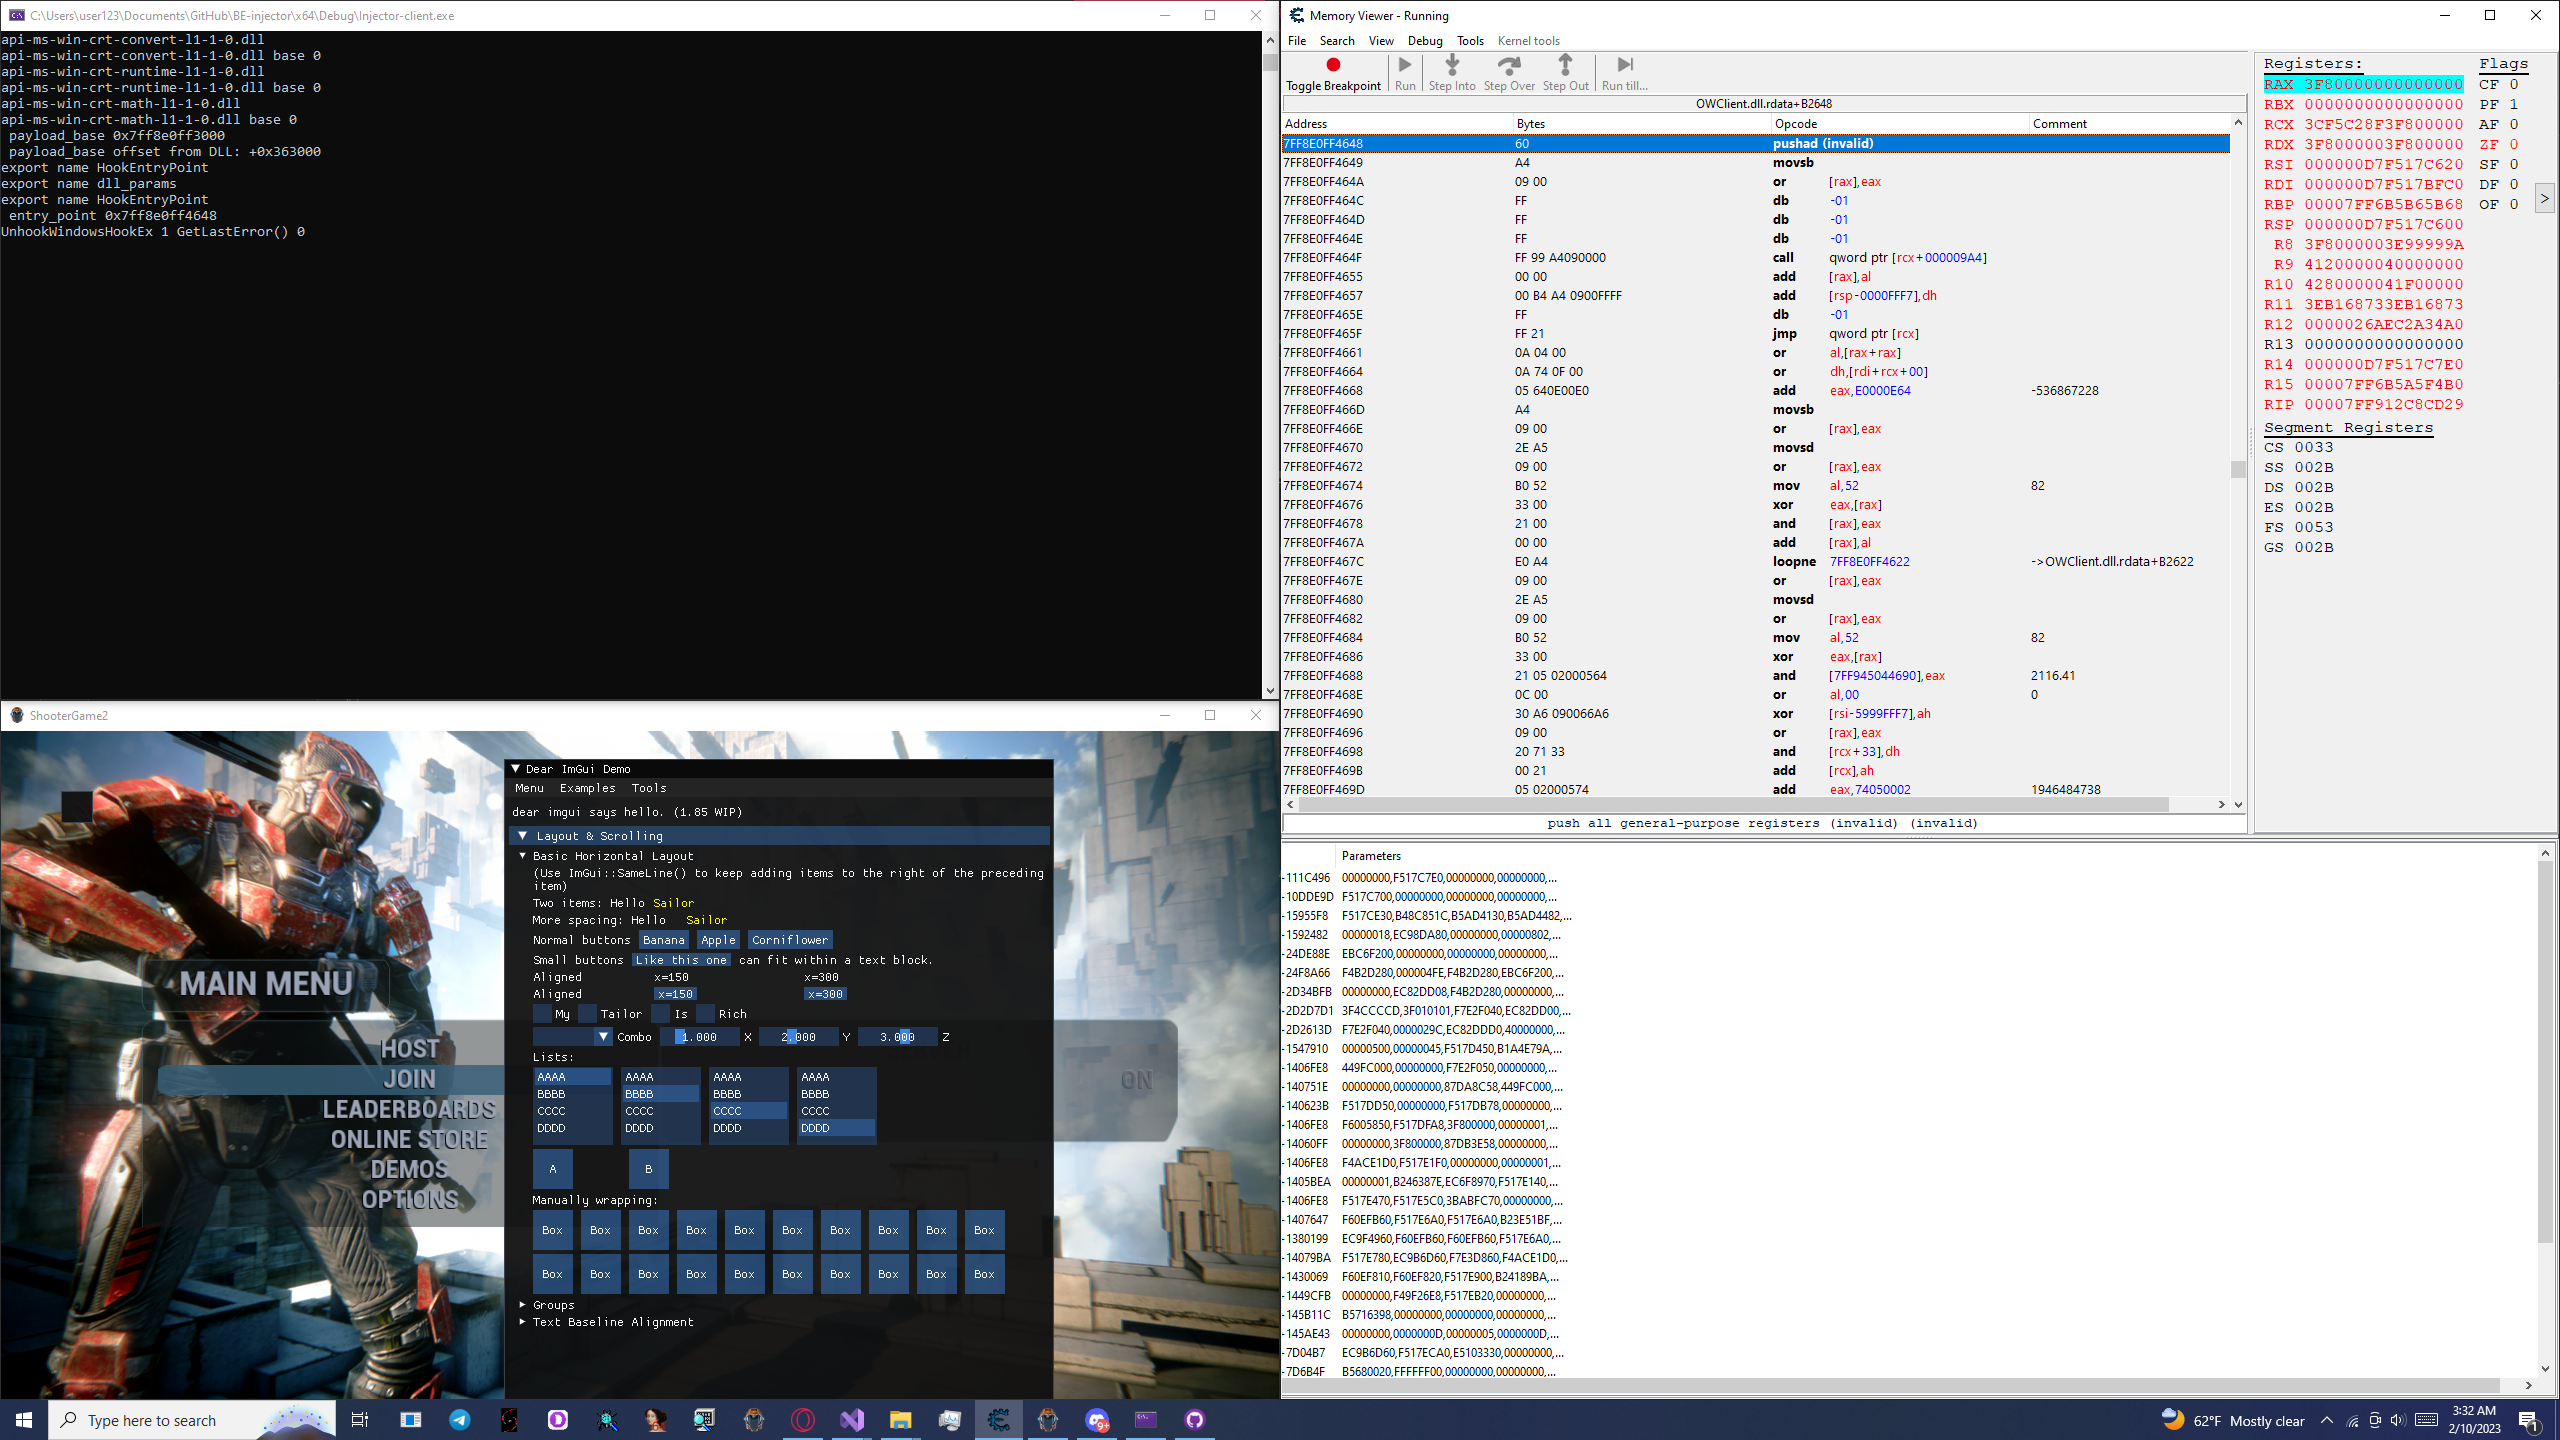 C:\Users\user123\Documents\GitHub\BE-injector\x64\Debug\Injector-client.exe
api-ms-win-crt-convert-l1-1-0.dll
api-ms-win-crt-convert-l1-1-0.dll base 0
api-ms-win-crt-runtime-l1-1-0.dll
api-ms-win-crt-runtime-l1-1-0.dll base 0
api-ms-win-crt-math-l1-1-0.dll
api-ms-win-crt-math-l1-1-0.dll base 0
payload_base 0x7ff8e0ff3000
payload_base offset from DLL: +0x363000
export name HookEntryPoint
export name dll_params
export name HookEntryPoint
entry_point 0x7ff8e0ff4648
UnhookWindowsHookEx 1 GetLastError() 0
Memory Viewer - Running
File Search View Debug Tools Kernel tools
Toggle Breakpoint Run Step Into Step Over Step Out Run till...
OWClient.dll.rdata+B2648
Address Bytes Opcode Comment
7FF8E0FF4648 60 pushad (invalid)
7FF8E0FF4649 A4 movsb
7FF8E0FF464A 09 00 or [rax],eax
7FF8E0FF464C FF db -01
7FF8E0FF464D FF db -01
7FF8E0FF464E FF db -01
7FF8E0FF464F FF 99 A4090000 call qword ptr [rcx+000009A4]
7FF8E0FF4655 00 00 add [rax],al
7FF8E0FF4657 00 B4 A4 0900FFFF add [rsp-0000FFF7],dh
7FF8E0FF465E FF db -01
7FF8E0FF465F FF 21 jmp qword ptr [rcx]
7FF8E0FF4661 0A 04 00 or al,[rax+rax]
7FF8E0FF4664 0A 74 0F 00 or dh,[rdi+rcx+00]
7FF8E0FF4668 05 640E00E0 add eax,E0000E64 -536867228
7FF8E0FF466D A4 movsb
7FF8E0FF466E 09 00 or [rax],eax
7FF8E0FF4670 2E A5 movsd
7FF8E0FF4672 09 00 or [rax],eax
7FF8E0FF4674 B0 52 mov al,52 82
7FF8E0FF4676 33 00 xor eax,[rax]
7FF8E0FF4678 21 00 and [rax],eax
7FF8E0FF467A 00 00 add [rax],al
7FF8E0FF467C E0 A4 loopne 7FF8E0FF4622 ->OWClient.dll.rdata+B2622
7FF8E0FF467E 09 00 or [rax],eax
7FF8E0FF4680 2E A5 movsd
7FF8E0FF4682 09 00 or [rax],eax
7FF8E0FF4684 B0 52 mov al,52 82
7FF8E0FF4686 33 00 xor eax,[rax]
7FF8E0FF4688 21 05 02000564 and [7FF945044690],eax 2116.41
7FF8E0FF468E 0C 00 or al,00 0
7FF8E0FF4690 30 A6 090066A6 xor [rsi-5999FFF7],ah
7FF8E0FF4696 09 00 or [rax],eax
7FF8E0FF4698 20 71 33 and [rcx+33],dh
7FF8E0FF469B 00 21 add [rcx],ah
7FF8E0FF469D 05 02000574 add eax,74050002 1946484738
push all general-purpose registers (invalid) (invalid)
Registers: Flags
RAX 3F80000000000000 CF 0
RBX 0000000000000000 PF 1
RCX 3CF5C28F3F800000 AF 0
RDX 3F8000003F800000 ZF 0
RSI 000000D7F517C620 SF 0
RDI 000000D7F517BFC0 DF 0
RBP 00007FF6B5B65B68 OF 0
RSP 000000D7F517C600
R8 3F8000003E99999A
R9 4120000040000000
R10 4280000041F00000
R11 3EB168733EB16873
R12 0000026AEC2A34A0
R13 0000000000000000
R14 000000D7F517C7E0
R15 00007FF6B5A5F4B0
RIP 00007FF912C8CD29
Segment Registers
CS 0033
SS 002B
DS 002B
ES 002B
FS 0053
GS 002B
>
Parameters
-111C496 00000000,F517C7E0,00000000,00000000,...
-10DDE9D F517C700,00000000,00000000,00000000,...
-15955F8 F517CE30,B48C851C,B5AD4130,B5AD4482,...
-1592482 00000018,EC98DA80,00000000,00000802,...
-24DE88E EBC6F200,00000000,00000000,00000000,...
-24F8A66 F4B2D280,000004FE,F4B2D280,EBC6F200,...
-2D34BFB 00000000,EC82DD08,F4B2D280,00000000,...
-2D2D7D1 3F4CCCCD,3F010101,F7E2F040,EC82DD00,...
-2D2613D F7E2F040,0000029C,EC82DDD0,40000000,...
-1547910 00000500,00000045,F517D450,B1A4E79A,...
-1406FE8 449FC000,00000000,F7E2F050,00000000,...
-140751E 00000000,00000000,87DA8C58,449FC000,...
-140623B F517DD50,00000000,F517DB78,00000000,...
-1406FE8 F6005850,F517DFA8,3F800000,00000001,...
-14060FF 00000000,3F800000,87DB3E58,00000000,...
-1406FE8 F4ACE1D0,F517E1F0,00000000,00000001,...
-1405BEA 00000001,B246387E,EC6F8970,F517E140,...
-1406FE8 F517E470,F517E5C0,3BABFC70,00000000,...
-1407647 F60EFB60,F517E6A0,F517E6A0,B23E51BF,...
-1380199 EC9F4960,F60EFB60,F60EFB60,F517E6A0,...
-14079BA F517E780,EC9B6D60,F7E3D860,F4ACE1D0,...
-1430069 F60EF810,F60EF820,F517E900,B24189BA,...
-1449CFB 00000000,F49F26E8,F517EB20,00000000,...
-145B11C B5716398,00000000,00000000,00000000,...
-145AE43 00000000,0000000D,00000005,0000000D,...
-7D04B7 EC9B6D60,F517ECA0,E5103330,00000000,...
-7D6B4F B5680020,FFFFFF00,00000000,00000000,...
ShooterGame2
MAIN MENU
HOST
JOIN
LEADERBOARDS
ONLINE STORE
DEMOS
OPTIONS
ON
Dear ImGui Demo
Menu Examples Tools
dear imgui says hello. (1.85 WIP)
Layout & Scrolling
Basic Horizontal Layout
(Use ImGui::SameLine() to keep adding items to the right of the preceding
item)
Two items: Hello Sailor
More spacing: Hello Sailor
Normal buttons Banana Apple Corniflower
Small buttons Like this one can fit within a text block.
Aligned x=150 x=300
Aligned x=150 x=300
My Tailor Is Rich
Combo 1.000 X 2.000 Y 3.000 Z
Lists:
AAAA AAAA AAAA AAAA
BBBB BBBB BBBB BBBB
CCCC CCCC CCCC CCCC
DDDD DDDD DDDD DDDD
A B
Manually wrapping:
Box Box Box Box Box Box Box Box Box Box
Box Box Box Box Box Box Box Box Box Box
Groups
Text Baseline Alignment
Type here to search
9+
62°F Mostly clear
3:32 AM
2/10/2023
1